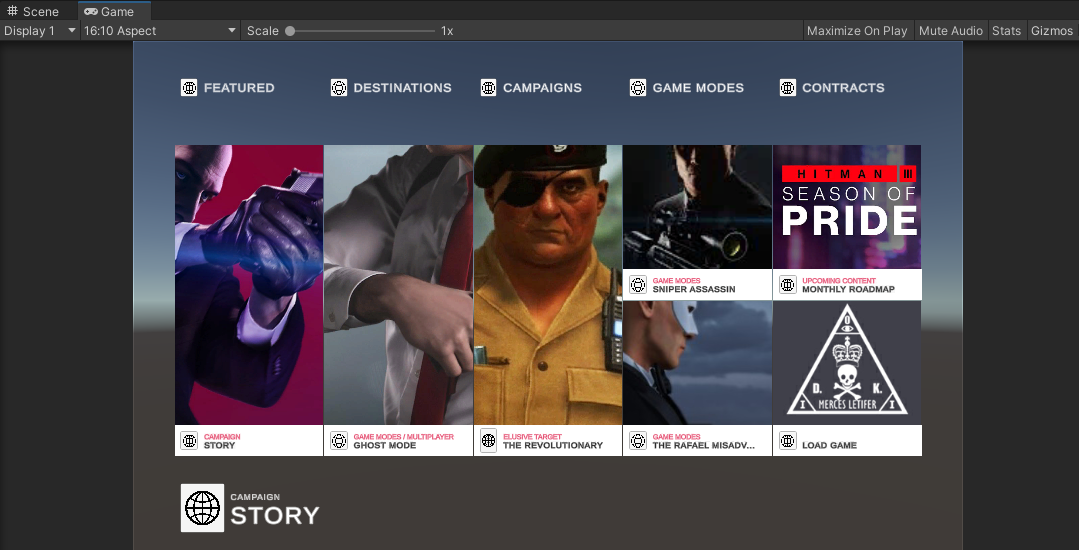 Scene
Game
Display 1
16:10 Aspect
Scale
1x
Maximize On Play
Mute Audio
Stats
Gizmos
FEATURED
DESTINATIONS
CAMPAIGNS
GAME MODES
CONTRACTS
HITMAN III
SEASON OF
PRIDE
GAME MODES
SNIPER ASSASSIN
UPCOMING CONTENT
MONTHLY ROADMAP
D. K.
I I
MERCES LETIFER
CAMPAIGN
STORY
GAME MODES / MULTIPLAYER
GHOST MODE
ELUSIVE TARGET
THE REVOLUTIONARY
GAME MODES
THE RAFAEL MISADV...
LOAD GAME
CAMPAIGN
STORY